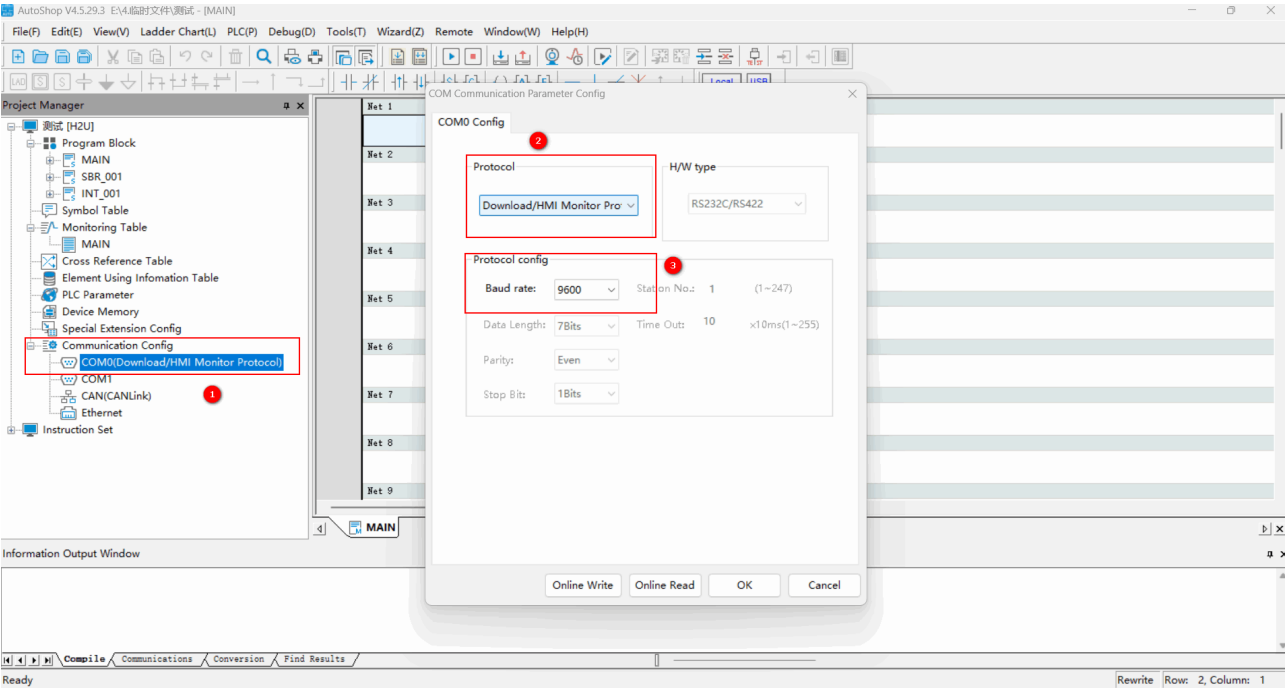 AutoShop V4.5.29.3 E:\4.临时文件\测试 - [MAIN]
File(F) Edit(E) View(V) Ladder Chart(L) PLC(P) Debug(D) Tools(T) Wizard(Z) Remote Window(W) Help(H)
TEST
LAD S S
Local USB
Project Manager
测试 [H2U]
Program Block
MAIN
SBR_001
INT_001
Symbol Table
Monitoring Table
MAIN
Cross Reference Table
Element Using Infomation Table
PLC Parameter
Device Memory
Special Extension Config
Communication Config
COM0(Download/HMI Monitor Protocol)
COM1
CAN(CANLink)
Ethernet
Instruction Set
1
Net 1
Net 2
Net 3
Net 4
Net 5
Net 6
Net 7
Net 8
Net 9
MAIN
COM Communication Parameter Config
COM0 Config
2
Protocol
Download/HMI Monitor Pro
H/W type
RS232C/RS422
Protocol config
3
Baud rate: 9600 Station No.: 1 (1~247)
Data Length: 7Bits Time Out: 10 x10ms(1~255)
Parity: Even
Stop Bit: 1Bits
Online Write Online Read OK Cancel
Information Output Window
Compile Communications Conversion Find Results
Ready
Rewrite Row: 2, Column: 1